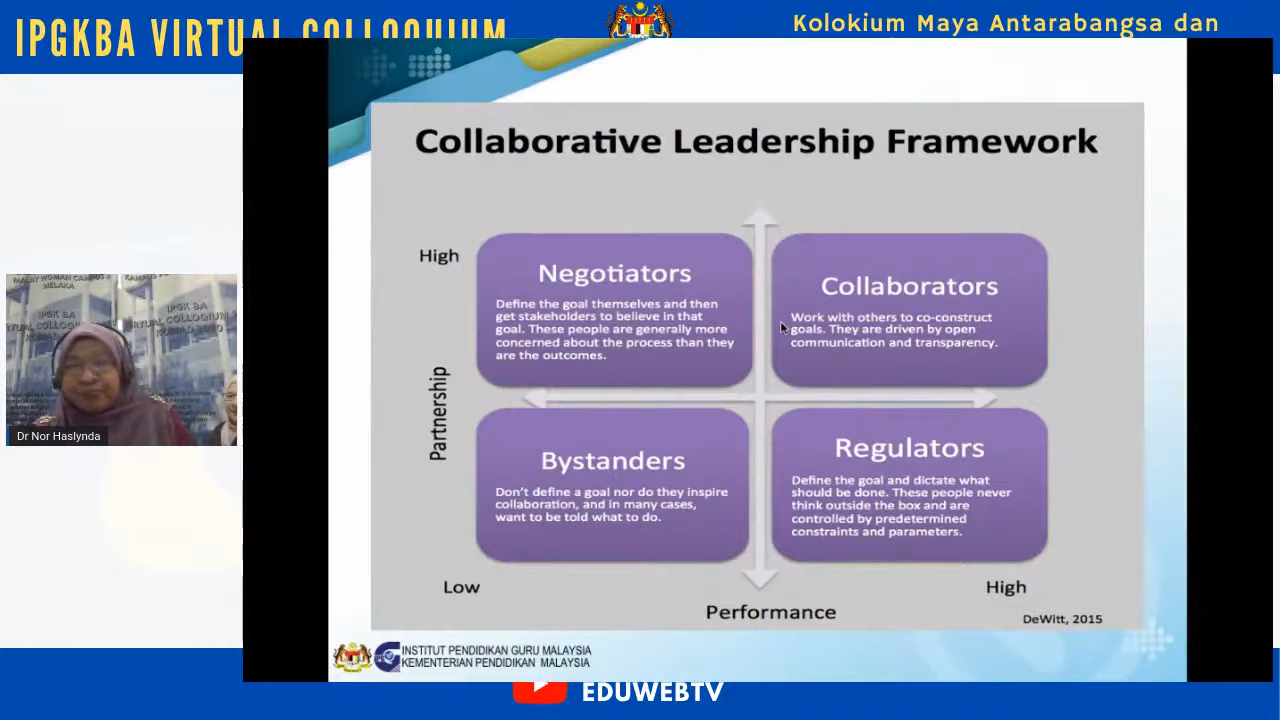 IPGKBA VIRTUAL COLLOQUIUM
Kolokium Maya Antarabangsa dan
Collaborative Leadership Framework
High
Negotiators
Define the goal themselves and then
get stakeholders to believe in that
goal. These people are generally more
concerned about the process than they
are the outcomes.
Collaborators
Work with others to co-construct
goals. They are driven by open
communication and transparency.
Partnership
Bystanders
Don't define a goal nor do they inspire
collaboration, and in many cases,
want to be told what to do.
Regulators
Define the goal and dictate what
should be done. These people never
think outside the box and are
controlled by predetermined
constraints and parameters.
Low
High
Performance
DeWitt, 2015
Dr Nor Haslynda
MELAKA
IPGK BA
INSTITUT PENDIDIKAN GURU MALAYSIA
KEMENTERIAN PENDIDIKAN MALAYSIA
EDUWEBTV